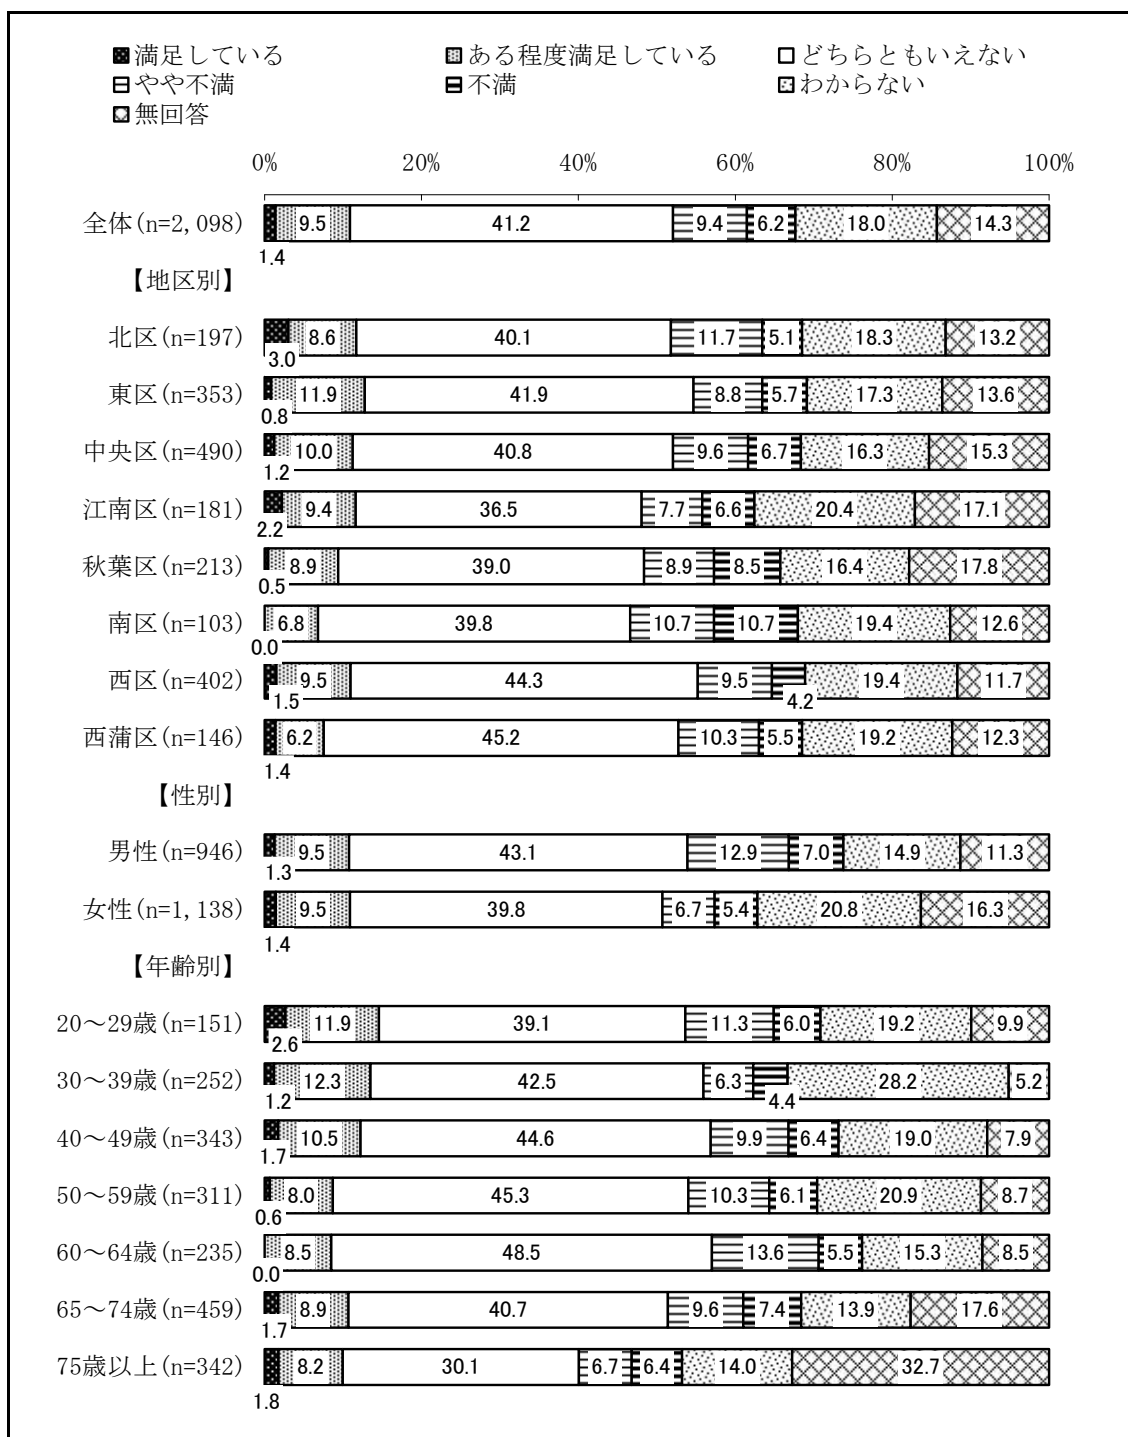 満足している ある程度満足している どちらともいえない
やや不満 不満 わからない
無回答
0% 20% 40% 60% 80% 100%
全体(n=2,098) 9.5 41.2 9.4 6.2 18.0 14.3
1.4
【地区別】
北区(n=197) 8.6 40.1 11.7 5.1 18.3 13.2
3.0
東区(n=353) 11.9 41.9 8.8 5.7 17.3 13.6
0.8
中央区(n=490) 10.0 40.8 9.6 6.7 16.3 15.3
1.2
江南区(n=181) 9.4 36.5 7.7 6.6 20.4 17.1
2.2
秋葉区(n=213) 8.9 39.0 8.9 8.5 16.4 17.8
0.5
南区(n=103) 6.8 39.8 10.7 10.7 19.4 12.6
0.0
西区(n=402) 9.5 44.3 9.5 19.4 11.7
1.5 4.2
西蒲区(n=146) 6.2 45.2 10.3 5.5 19.2 12.3
1.4
【性別】
男性(n=946) 9.5 43.1 12.9 7.0 14.9 11.3
1.3
女性(n=1,138) 9.5 39.8 6.7 5.4 20.8 16.3
1.4
【年齢別】
20～29歳(n=151) 11.9 39.1 11.3 6.0 19.2 9.9
2.6
30～39歳(n=252) 12.3 42.5 6.3 28.2 5.2
1.2 4.4
40～49歳(n=343) 10.5 44.6 9.9 6.4 19.0 7.9
1.7
50～59歳(n=311) 8.0 45.3 10.3 6.1 20.9 8.7
0.6
60～64歳(n=235) 8.5 48.5 13.6 5.5 15.3 8.5
0.0
65～74歳(n=459) 8.9 40.7 9.6 7.4 13.9 17.6
1.7
75歳以上(n=342) 8.2 30.1 6.7 6.4 14.0 32.7
1.8